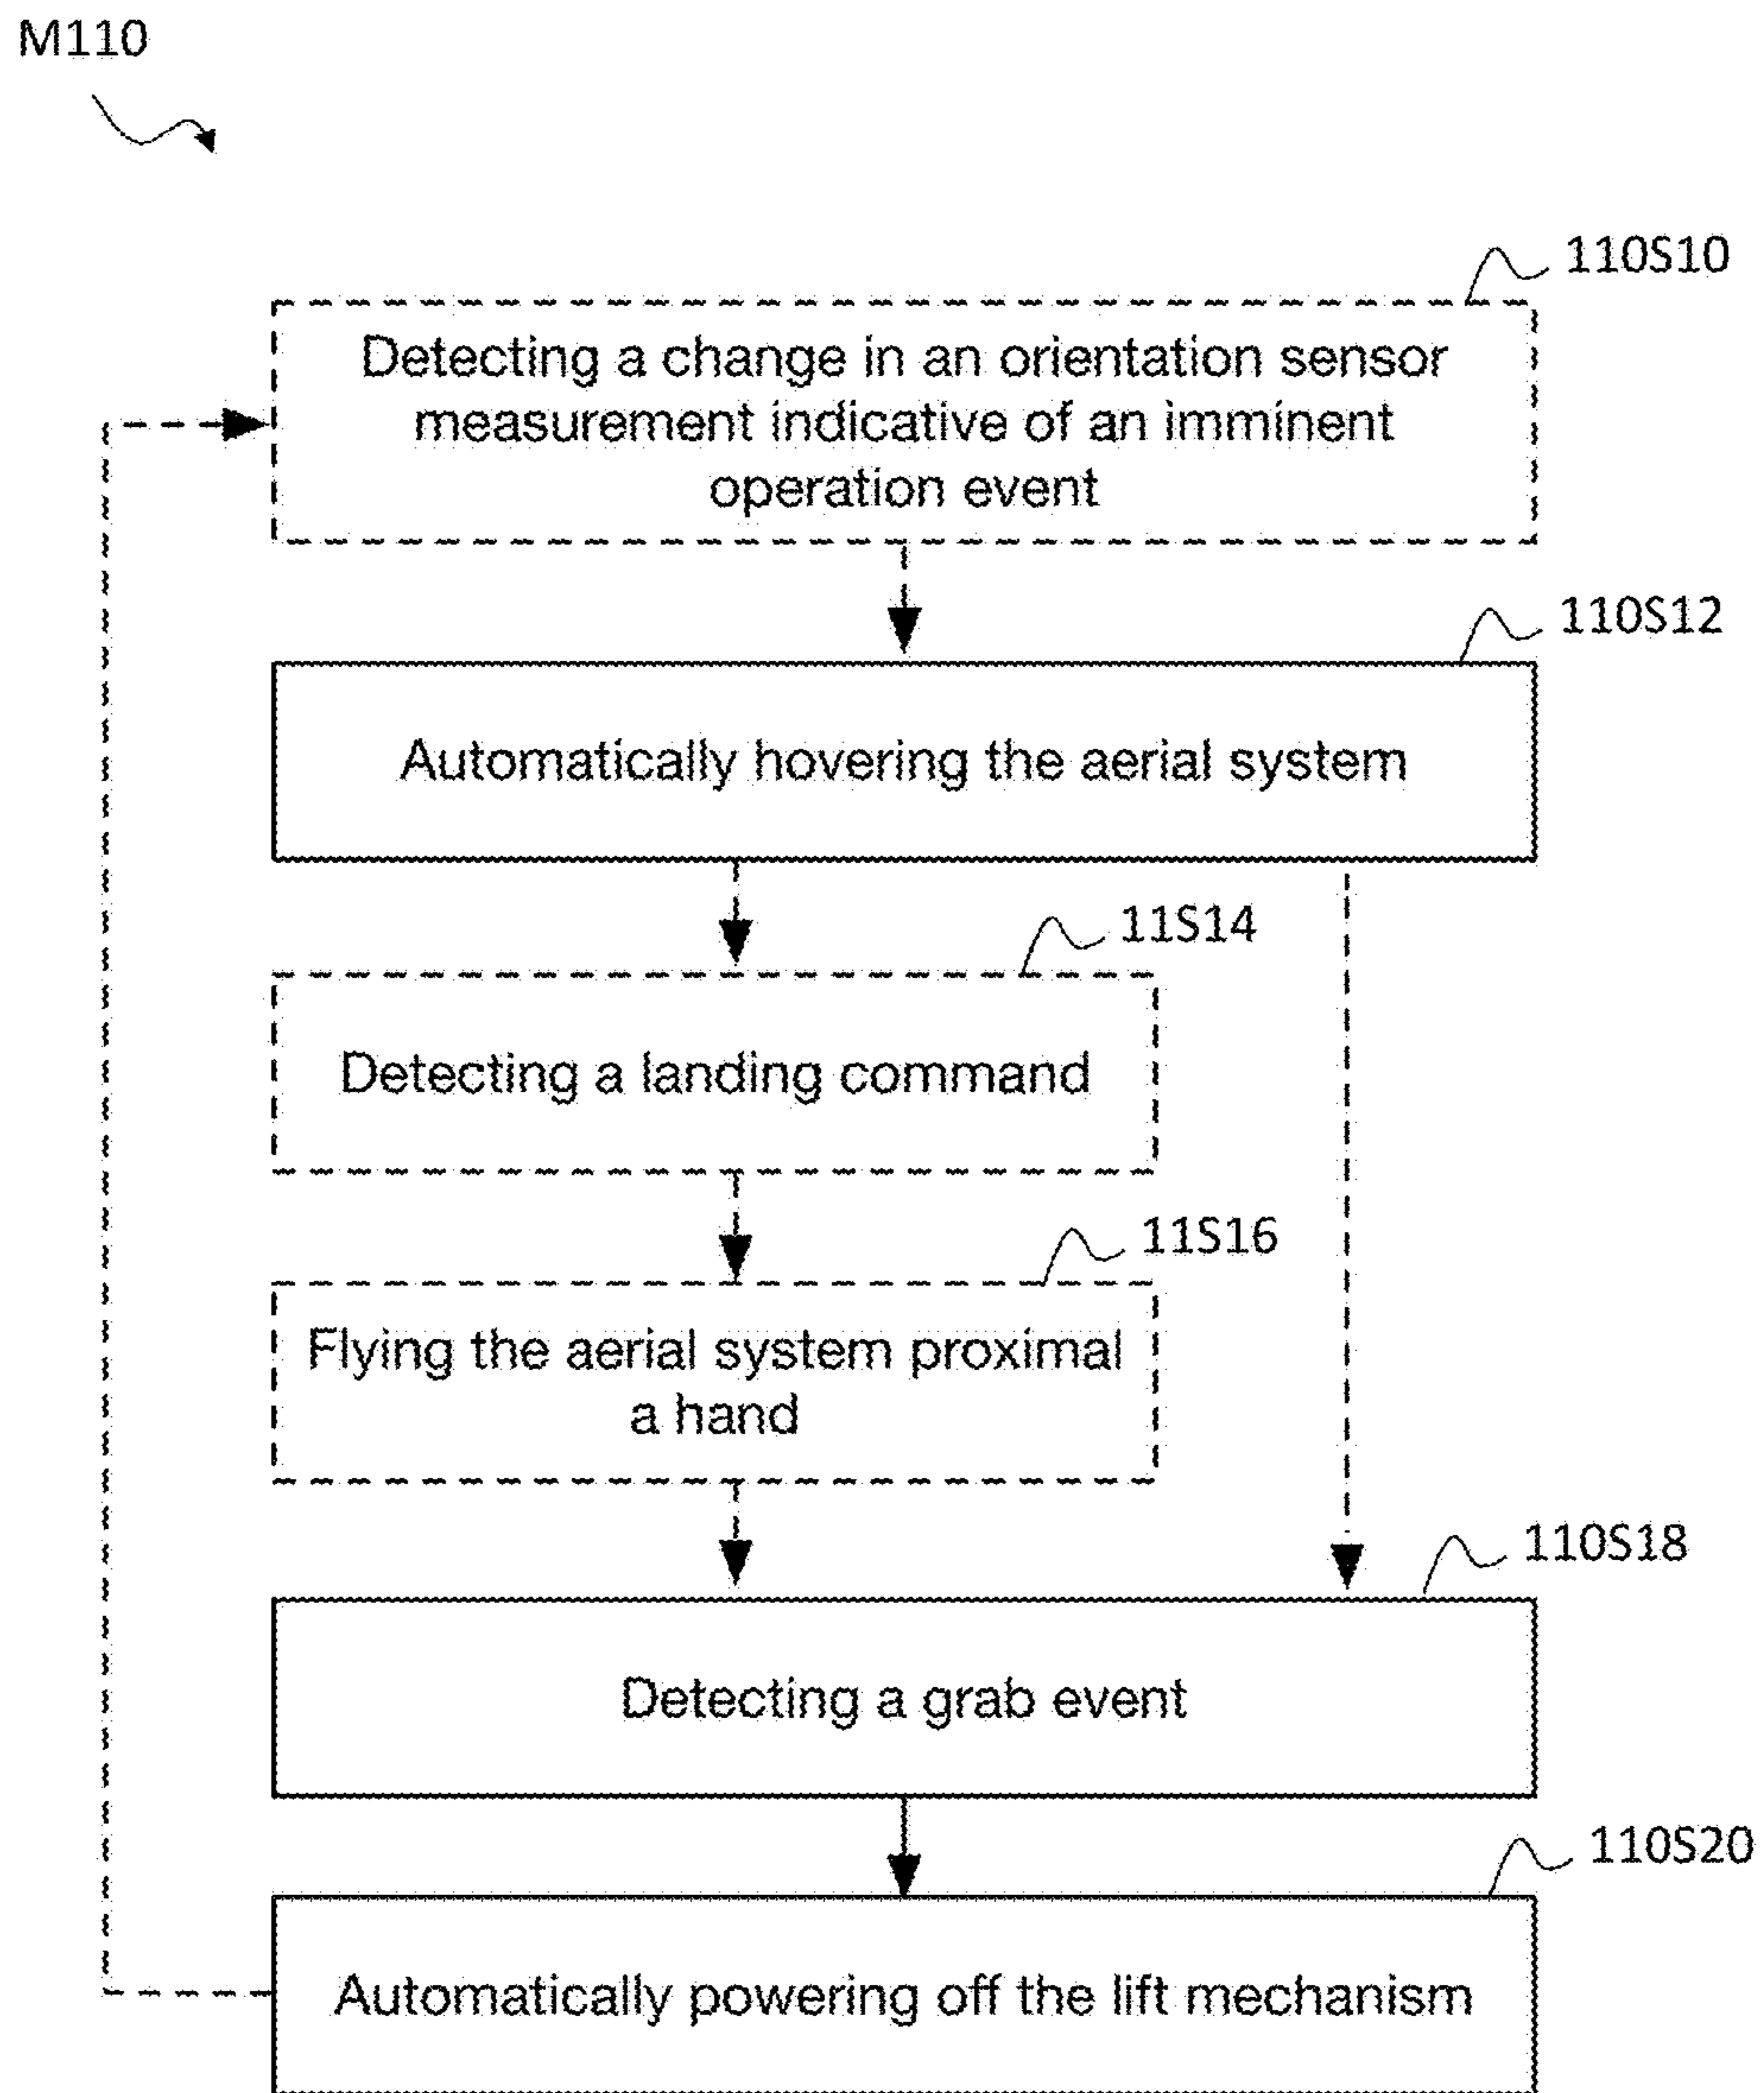 M110
110S10
Detecting a change in an orientation sensor
measurement indicative of an imminent
operation event
110S12
Automatically hovering the aerial system
11S14
Detecting a landing command
11S16
Flying the aerial system proximal
a hand
110S18
Detecting a grab event
110S20
Automatically powering off the lift mechanism